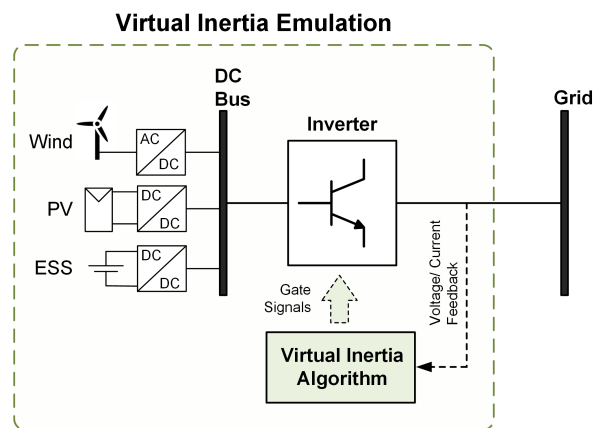 Virtual Inertia Emulation
DC
Bus
Grid
Inverter
Wind
AC
DC
PV
DC
DC
ESS
DC
DC
Gate
Signals
Voltage/ Current
Feedback
Virtual Inertia
Algorithm